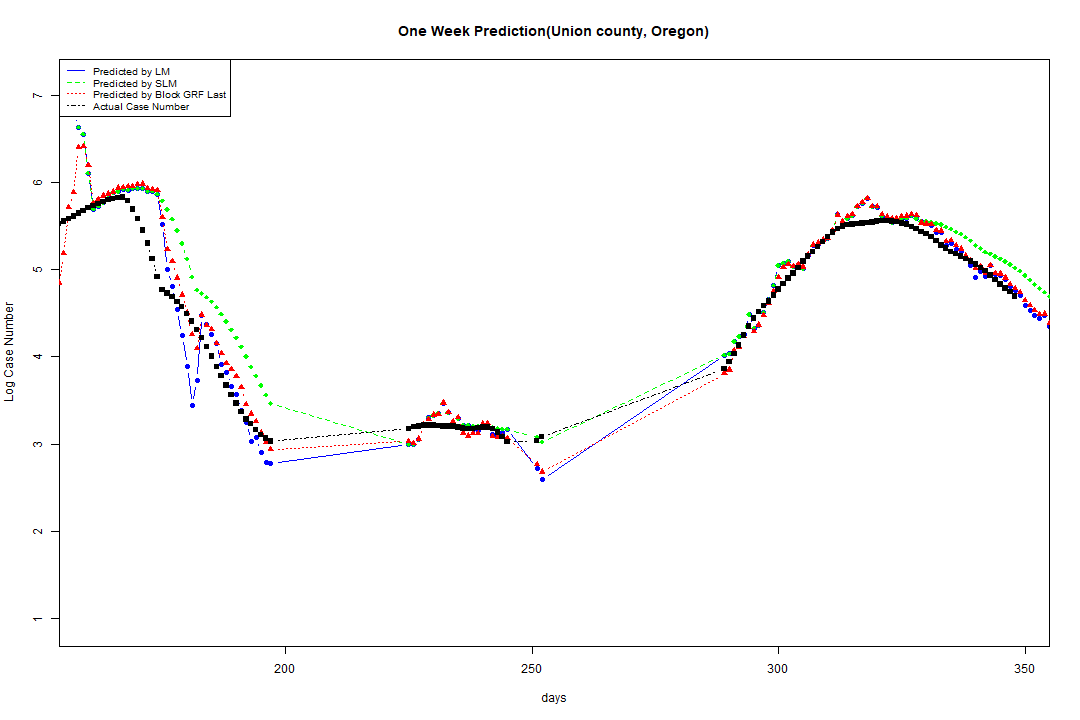 One Week Prediction(Union county, Oregon)
Predicted by LM
Predicted by SLM
Predicted by Block GRF Last
Actual Case Number
7
6
5
4
3
2
1
Log Case Number
200 250 300 350
days